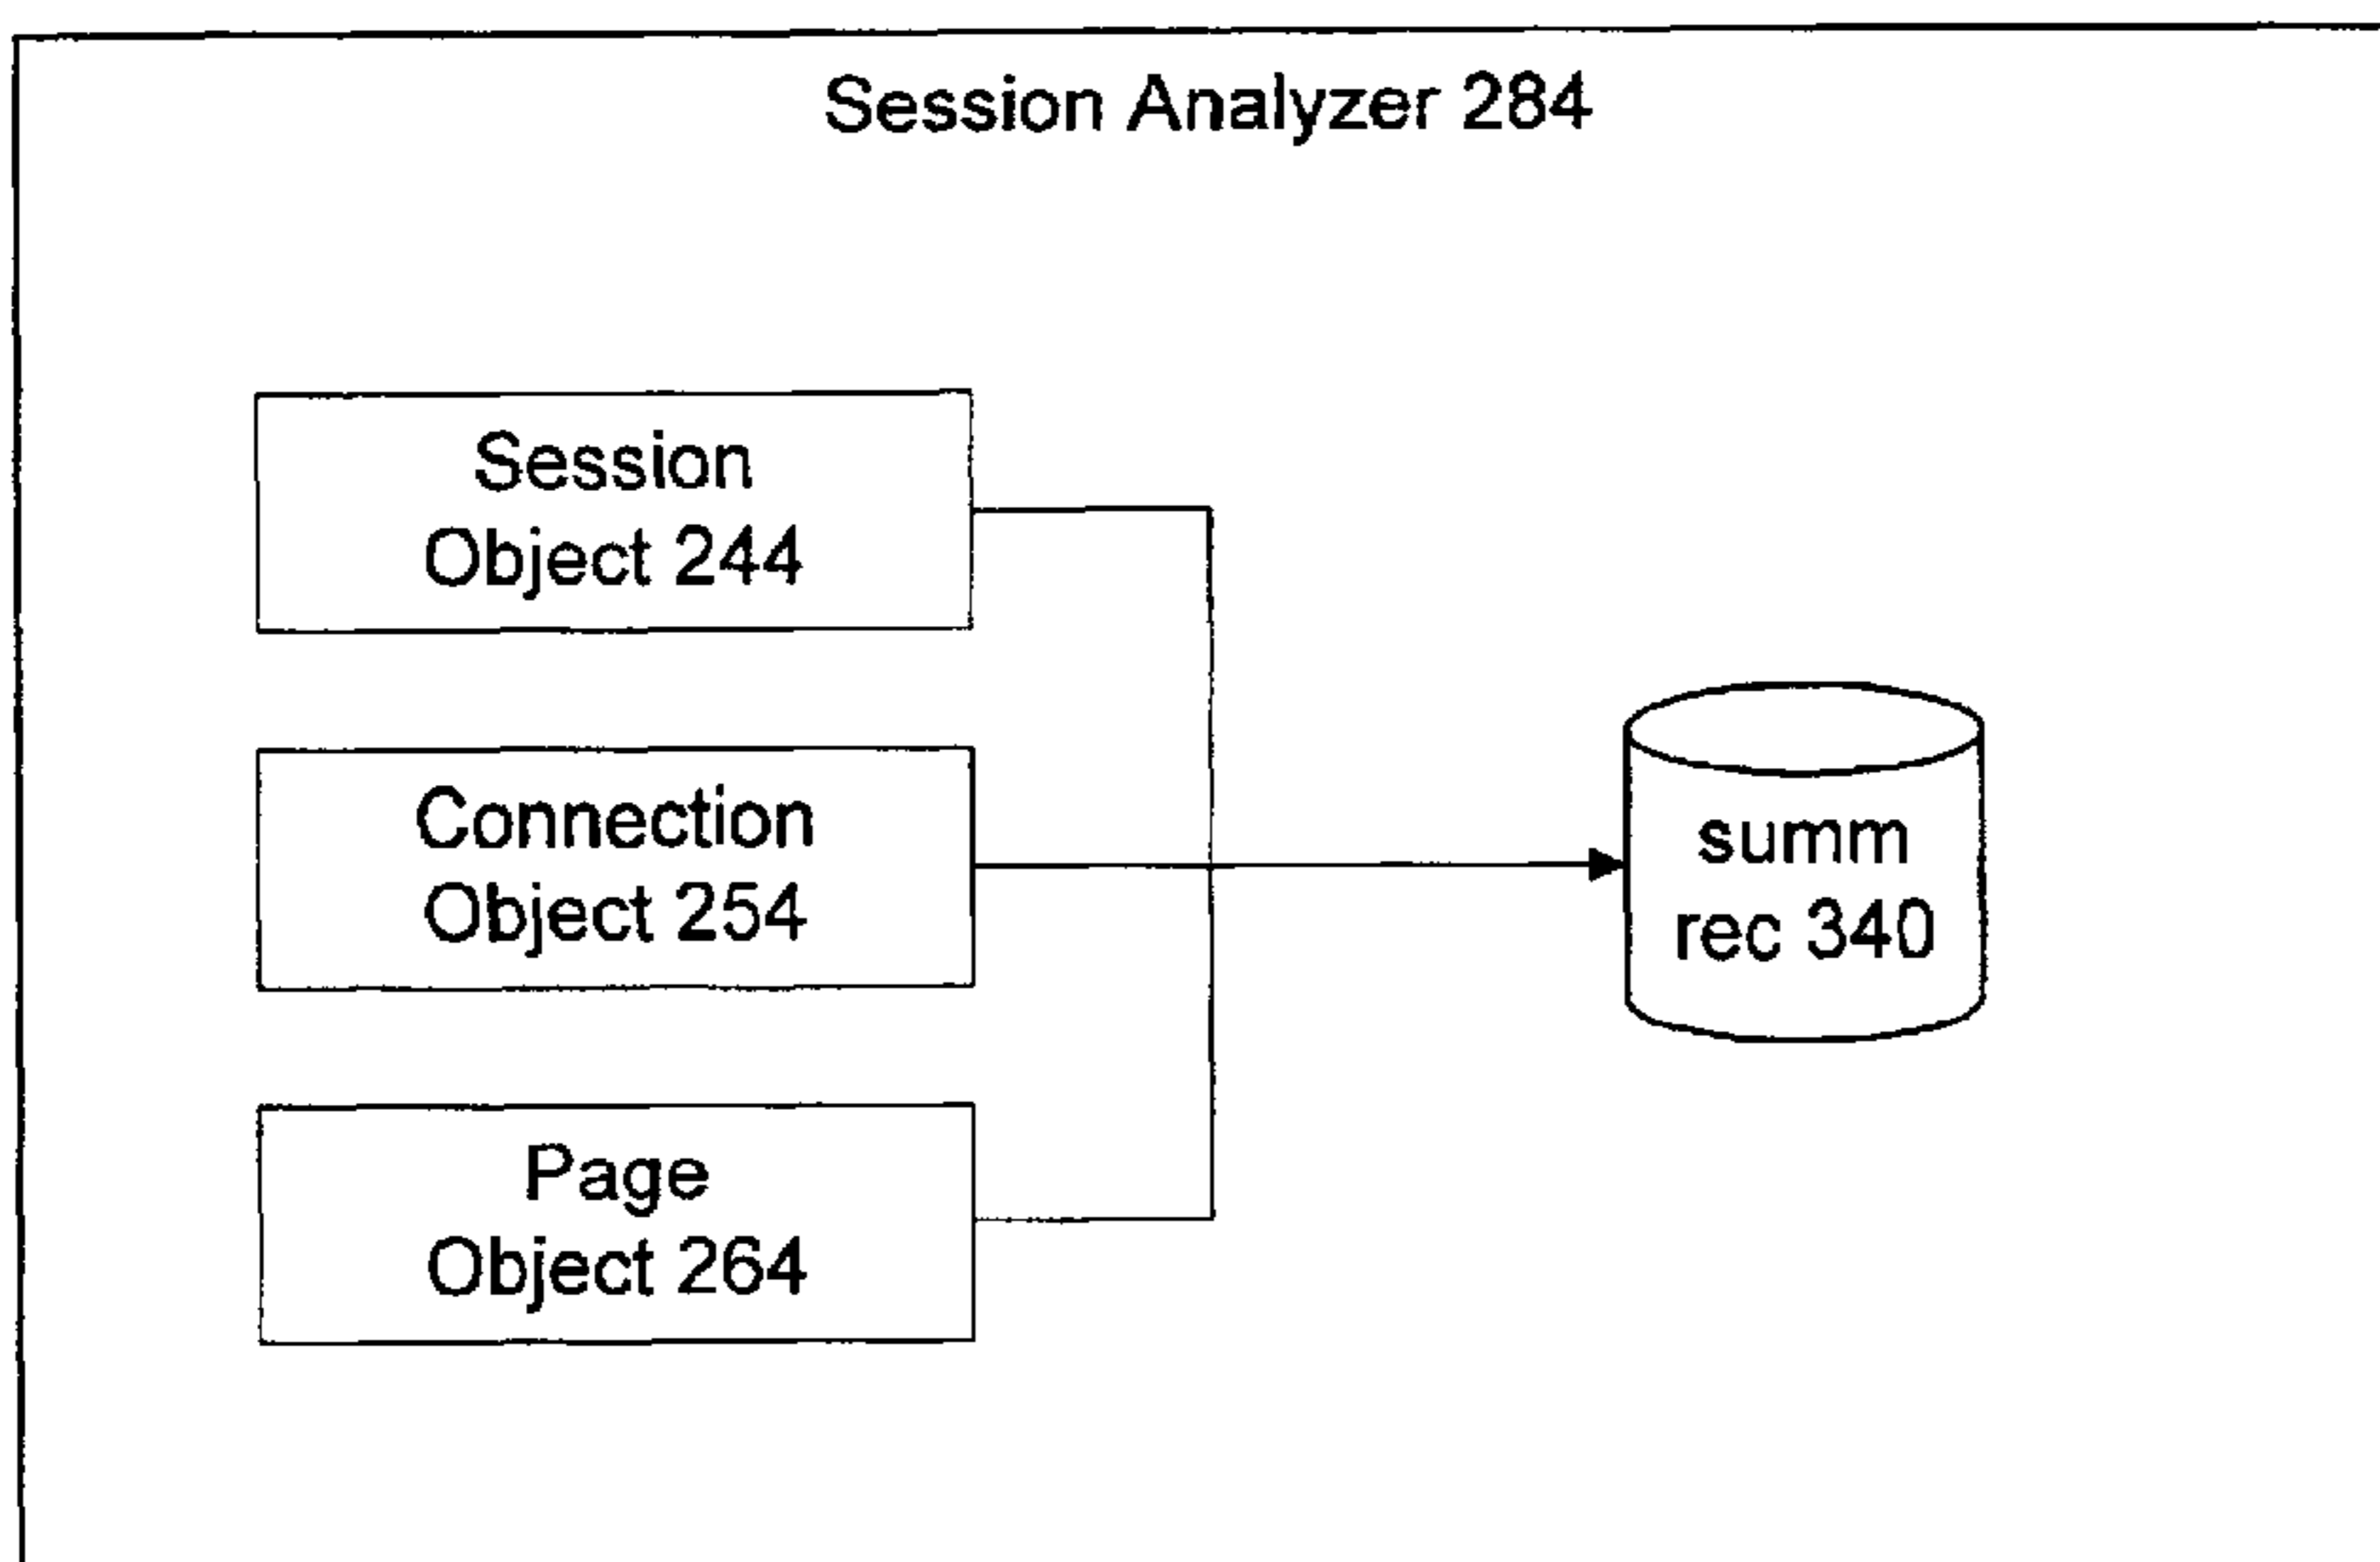 Session Analyzer 284
Session
Object 244
Connection
Object 254
summ
rec 340
Page
Object 264